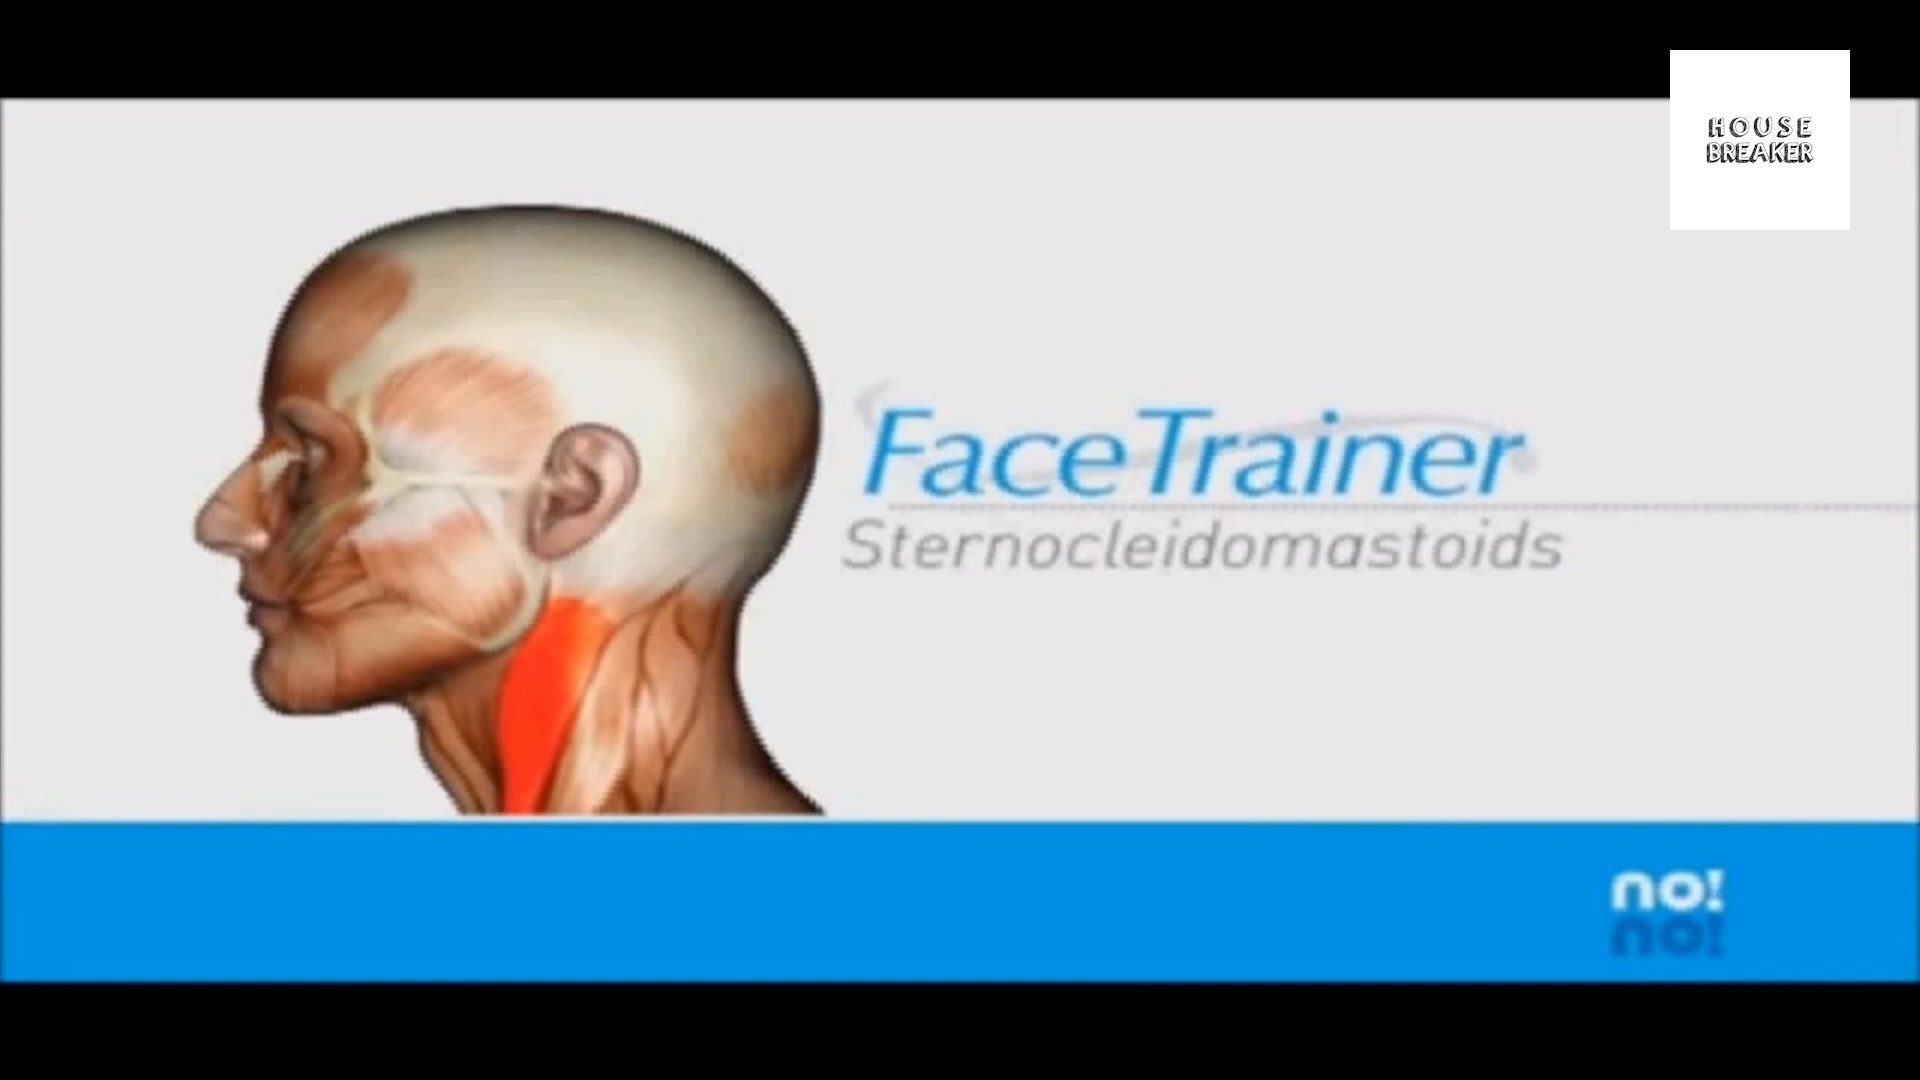 HOUSE
BREAKER
FaceTrainer
Sternocleidomastoids
no!
no!